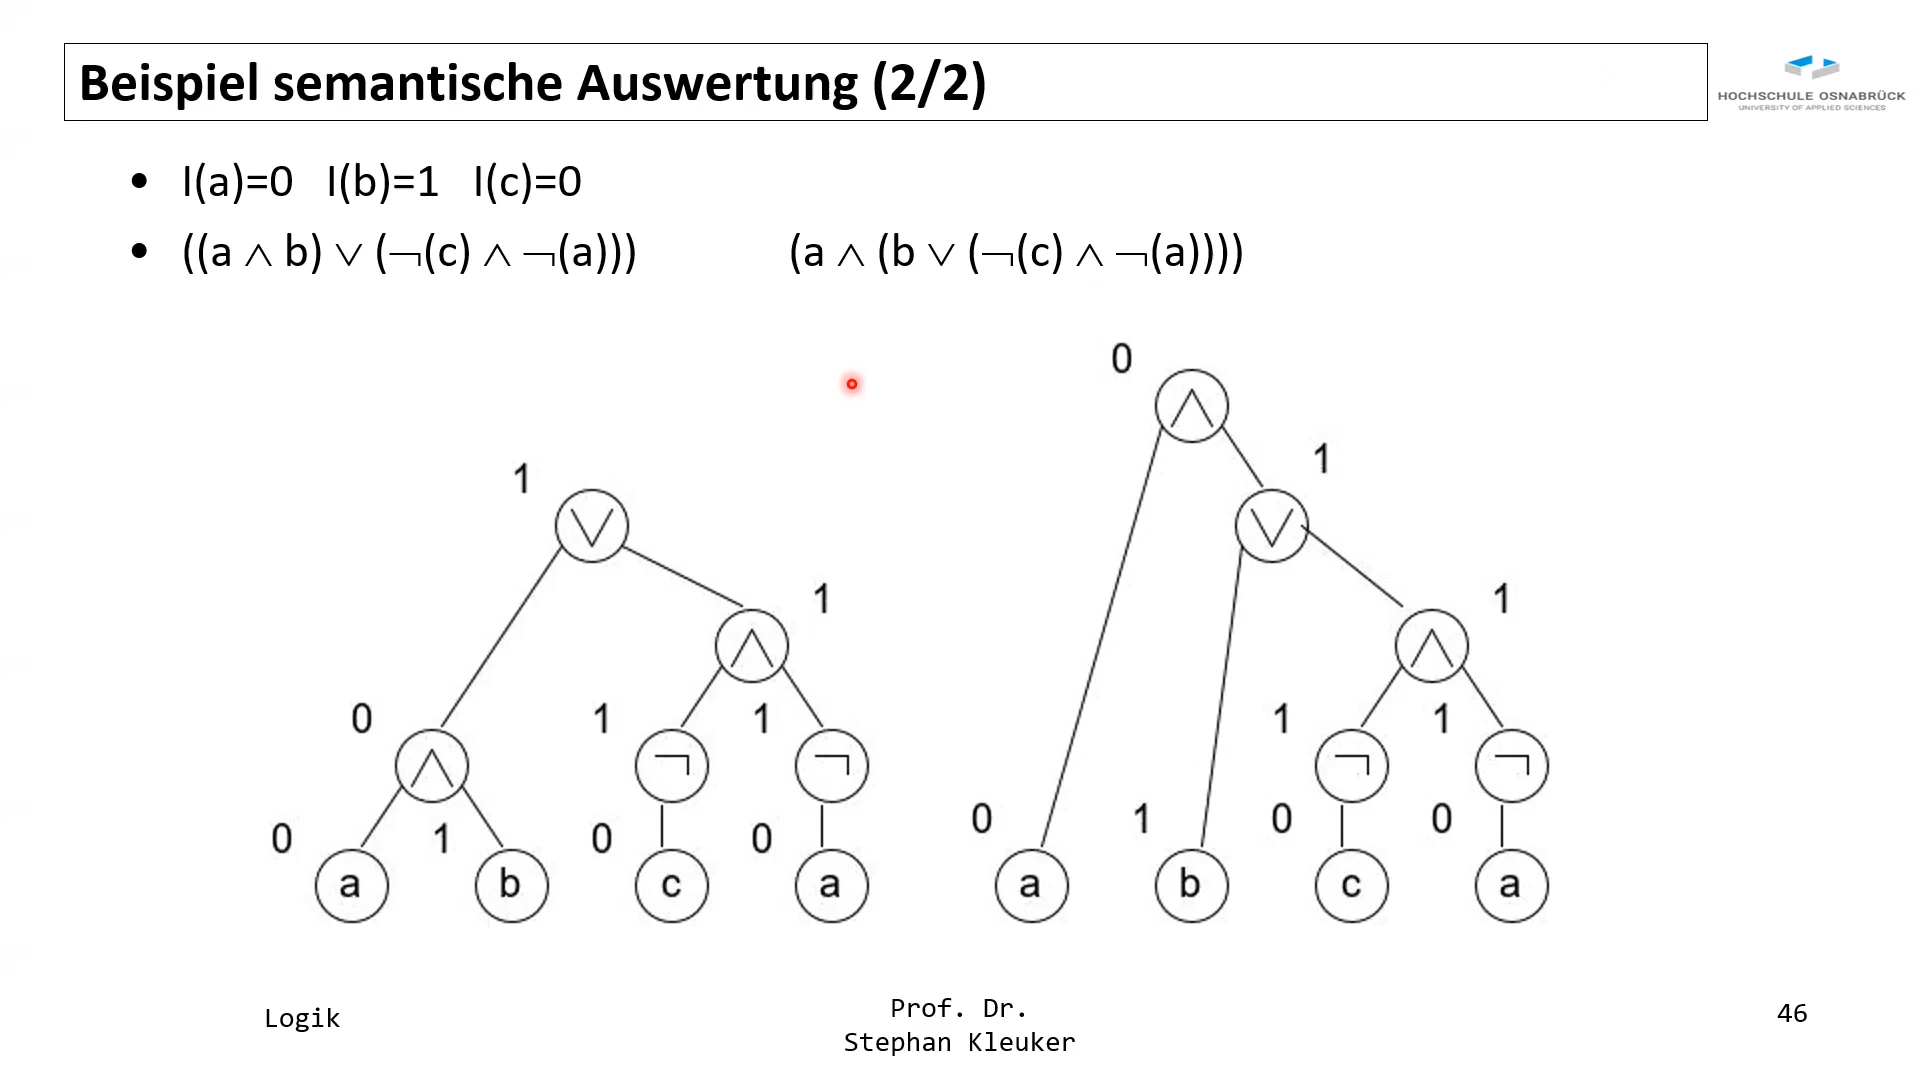 Beispiel semantische Auswertung (2/2)
HOCHSCHULE OSNABRÜCK
UNIVERSITY OF APPLIED SCIENCES
• I(a)=0 I(b)=1 I(c)=0
• ((a ∧ b) ∨ (¬(c) ∧ ¬(a))) (a ∧ (b ∨ (¬(c) ∧ ¬(a))))
0
∧
1 1
∨ ∨
1 1
∧ ∧
0 1 1 1 1
∧ ¬ ¬ ¬ ¬
0 1 0 0 0 1 0 0
a b c a a b c a
Logik
Prof. Dr.
Stephan Kleuker
46